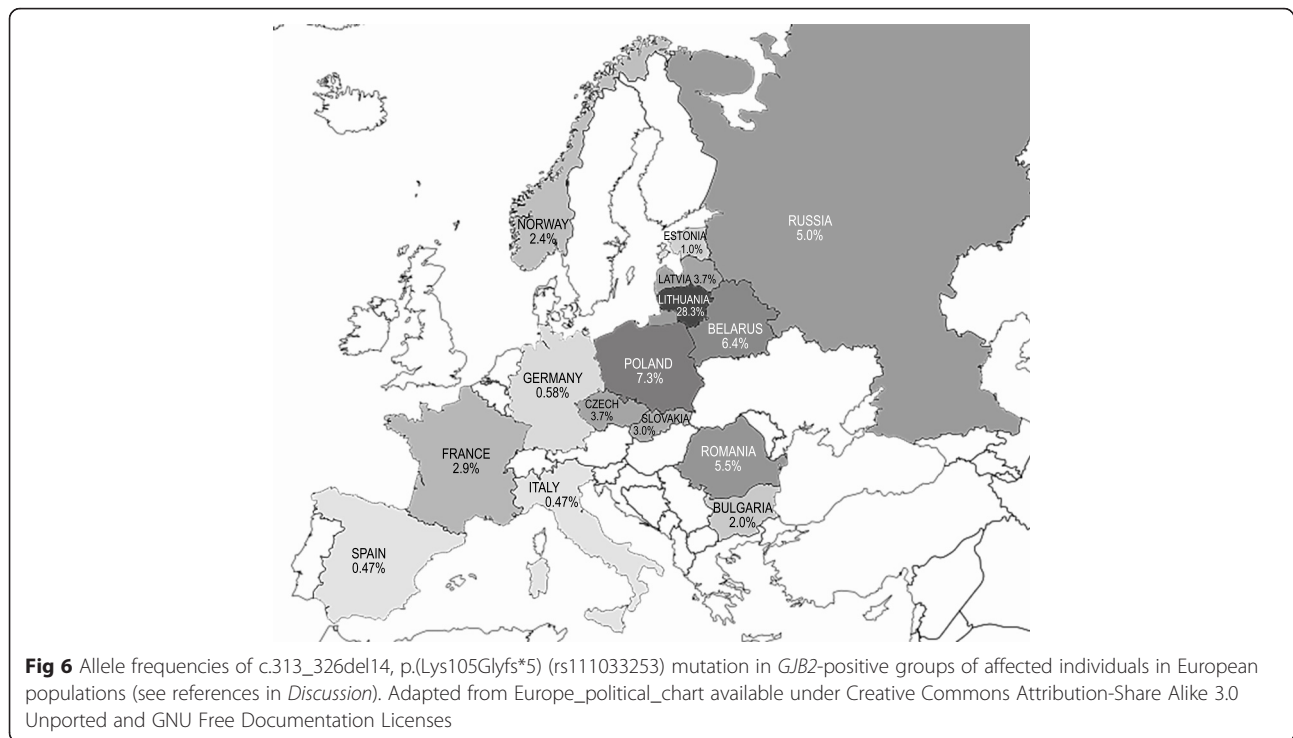 NORWAY
2.4%
RUSSIA
5.0%
ESTONIA
1.0%
LATVIA 3.7%
LITHUANIA
28.3%
BELARUS
6.4%
POLAND
7.3%
GERMANY
0.58%
CZECH
3.7%
SLOVAKIA
3.0%
FRANCE
2.9%
ROMANIA
5.5%
ITALY
0.47%
BULGARIA
2.0%
SPAIN
0.47%
Fig 6 Allele frequencies of c.313_326del14, p.(Lys105Glyfs*5) (rs111033253) mutation in GJB2-positive groups of affected individuals in European
populations (see references in Discussion). Adapted from Europe_political_chart available under Creative Commons Attribution-Share Alike 3.0
Unported and GNU Free Documentation Licenses